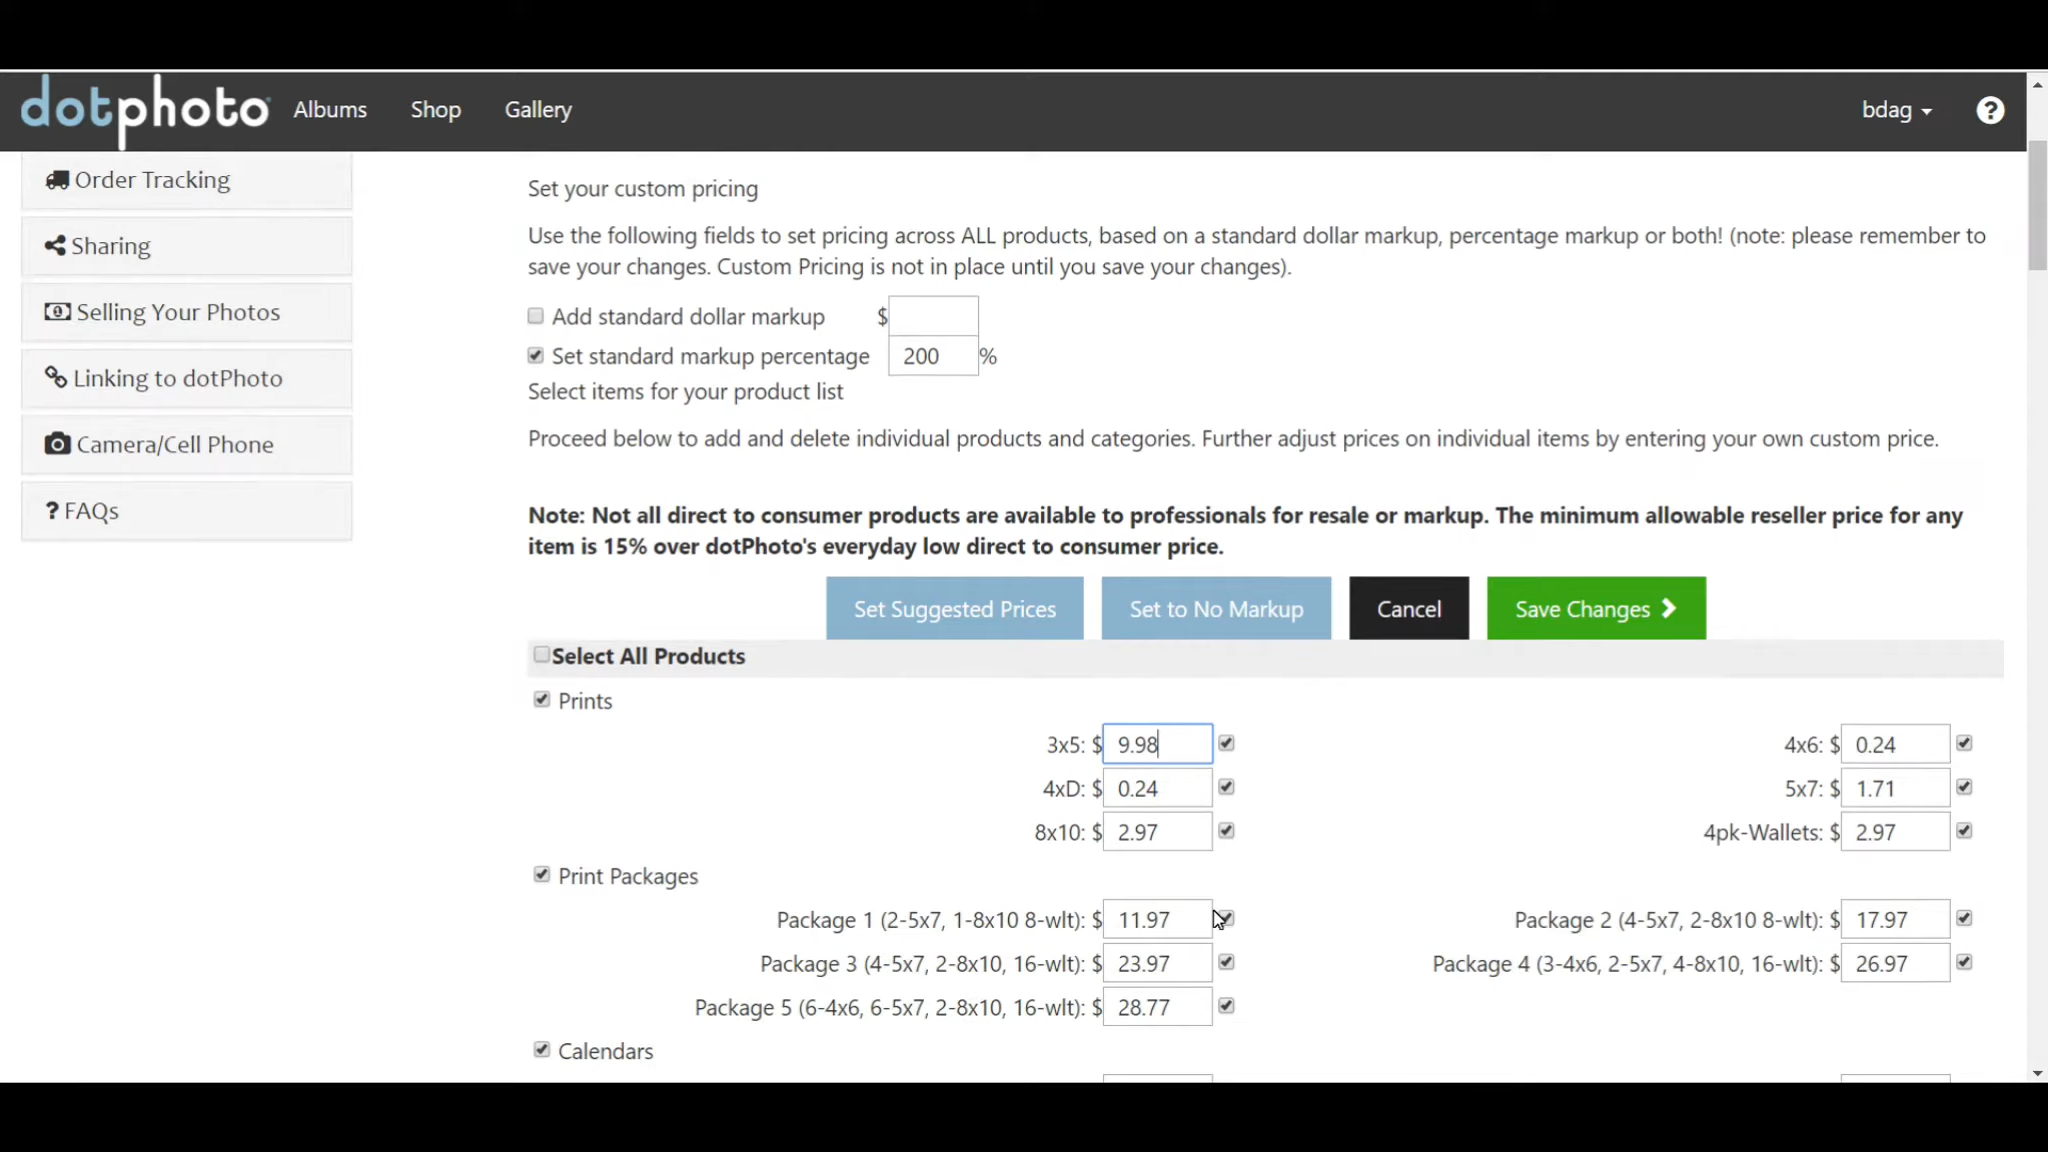 dotphoto Albums Shop Gallery bdag ?
Order Tracking
Sharing
Selling Your Photos
Linking to dotPhoto
Camera/Cell Phone
? FAQs
Set your custom pricing
Use the following fields to set pricing across ALL products, based on a standard dollar markup, percentage markup or both! (note: please remember to
save your changes. Custom Pricing is not in place until you save your changes).
Add standard dollar markup $
Set standard markup percentage 200 %
Select items for your product list
Proceed below to add and delete individual products and categories. Further adjust prices on individual items by entering your own custom price.
Note: Not all direct to consumer products are available to professionals for resale or markup. The minimum allowable reseller price for any
item is 15% over dotPhoto's everyday low direct to consumer price.
Set Suggested Prices Set to No Markup Cancel Save Changes
Select All Products
Prints
3x5: $ 9.98 4x6: $ 0.24
4xD: $ 0.24 5x7: $ 1.71
8x10: $ 2.97 4pk-Wallets: $ 2.97
Print Packages
Package 1 (2-5x7, 1-8x10 8-wlt): $ 11.97 Package 2 (4-5x7, 2-8x10 8-wlt): $ 17.97
Package 3 (4-5x7, 2-8x10, 16-wlt): $ 23.97 Package 4 (3-4x6, 2-5x7, 4-8x10, 16-wlt): $ 26.97
Package 5 (6-4x6, 6-5x7, 2-8x10, 16-wlt): $ 28.77
Calendars